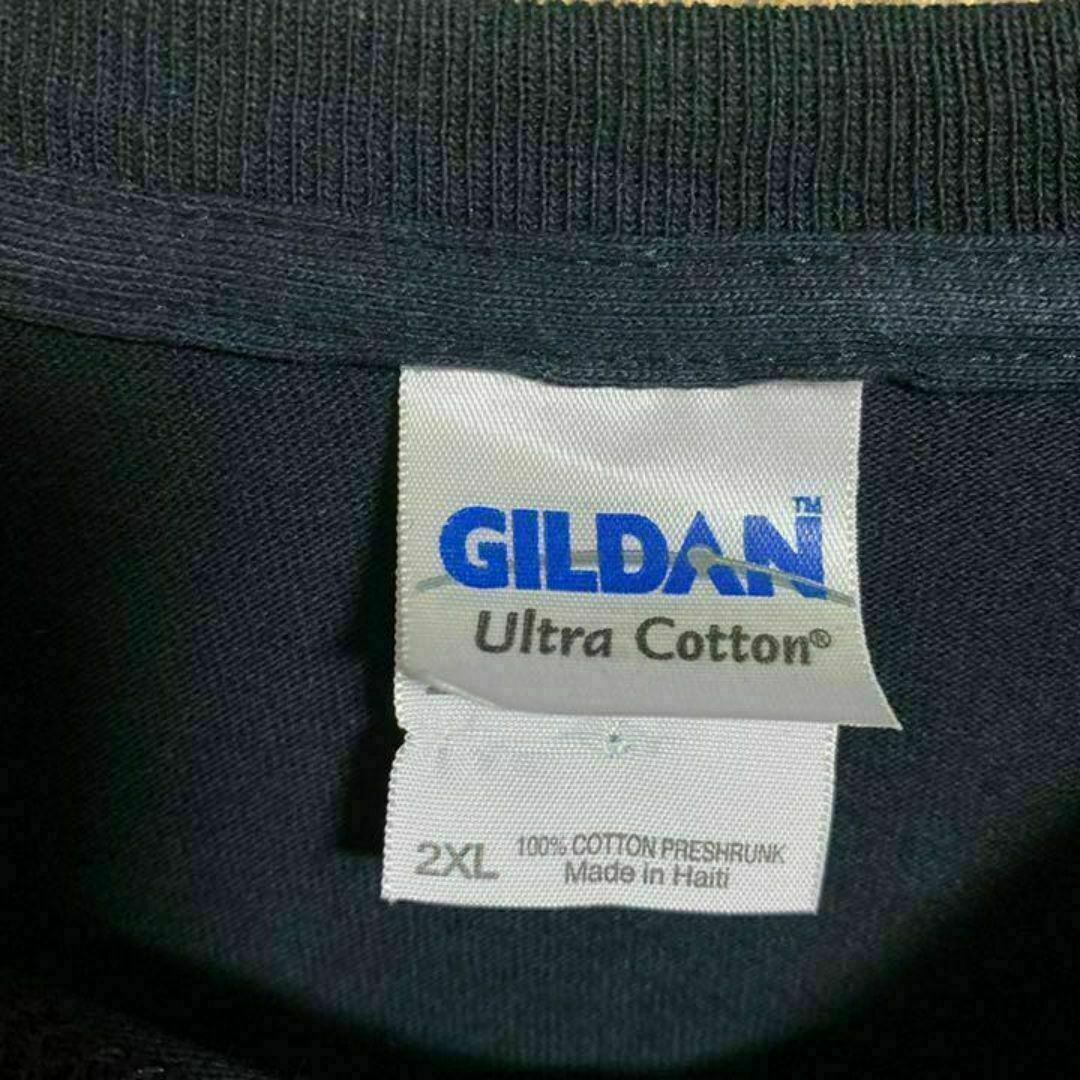 GILDAN™
Ultra Cotton®
2XL
100% COTTON PRESHRUNK
Made in Haiti